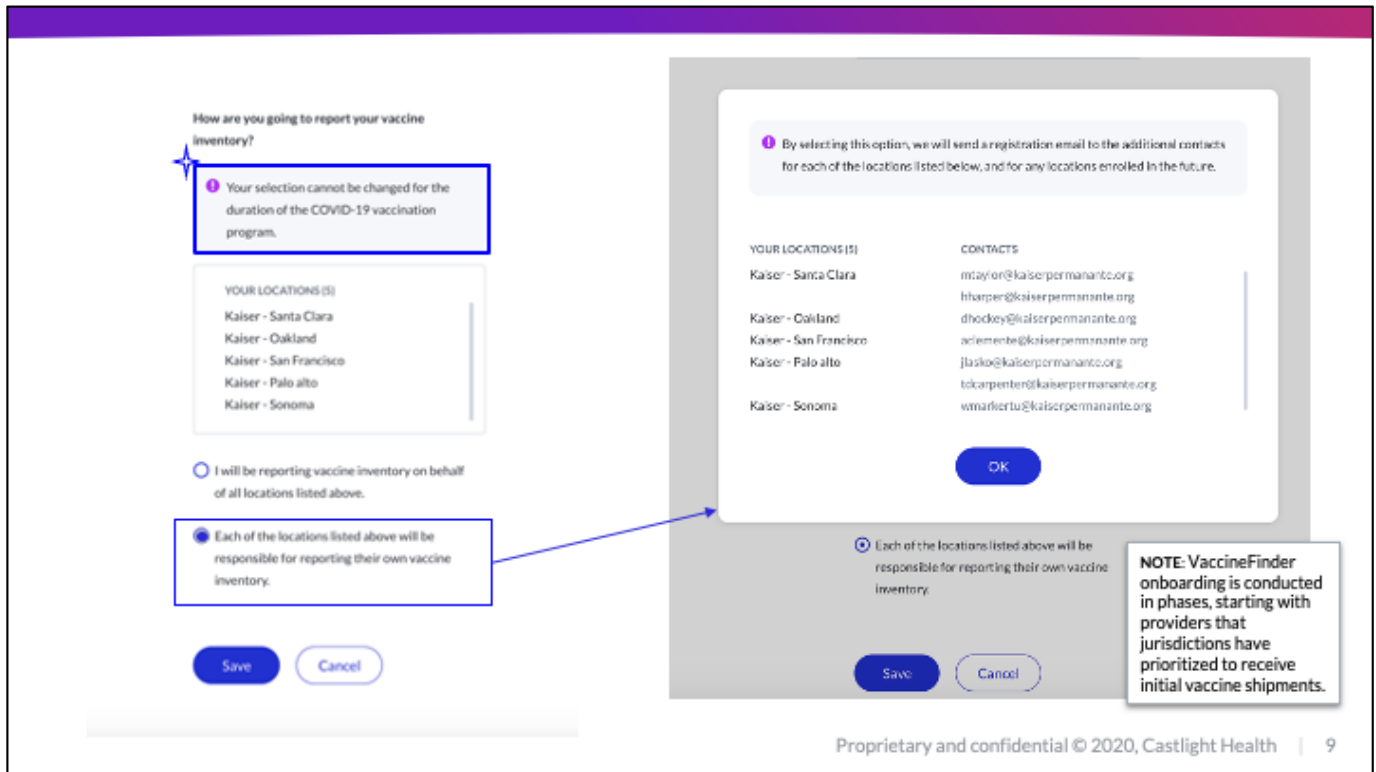 How are you going to report your vaccine
inventory?
Your selection cannot be changed for the
duration of the COVID-19 vaccination
program.
YOUR LOCATIONS (5)
Kaiser - Santa Clara
Kaiser - Oakland
Kaiser - San Francisco
Kaiser - Palo alto
Kaiser - Sonoma
I will be reporting vaccine inventory on behalf
of all locations listed above.
Each of the locations listed above will be
responsible for reporting their own vaccine
inventory.
Save Cancel
By selecting this option, we will send a registration email to the additional contacts
for each of the locations listed below, and for any locations enrolled in the future.
YOUR LOCATIONS (5) CONTACTS
Kaiser - Santa Clara mtaylor@kaiserpermanante.org
hharper@kaiserpermanante.org
Kaiser - Oakland dhockey@kaiserpermanante.org
Kaiser - San Francisco aclemente@kaiserpermanante.org
Kaiser - Palo alto jlasko@kaiserpermanante.org
tdcarpenter@kaiserpermanante.org
Kaiser - Sonoma wmarkertu@kaiserpermanante.org
OK
Each of the locations listed above will be
responsible for reporting their own vaccine
inventory.
Save Cancel
NOTE: VaccineFinder
onboarding is conducted
in phases, starting with
providers that
jurisdictions have
prioritized to receive
initial vaccine shipments.
Proprietary and confidential © 2020, Castlight Health | 9